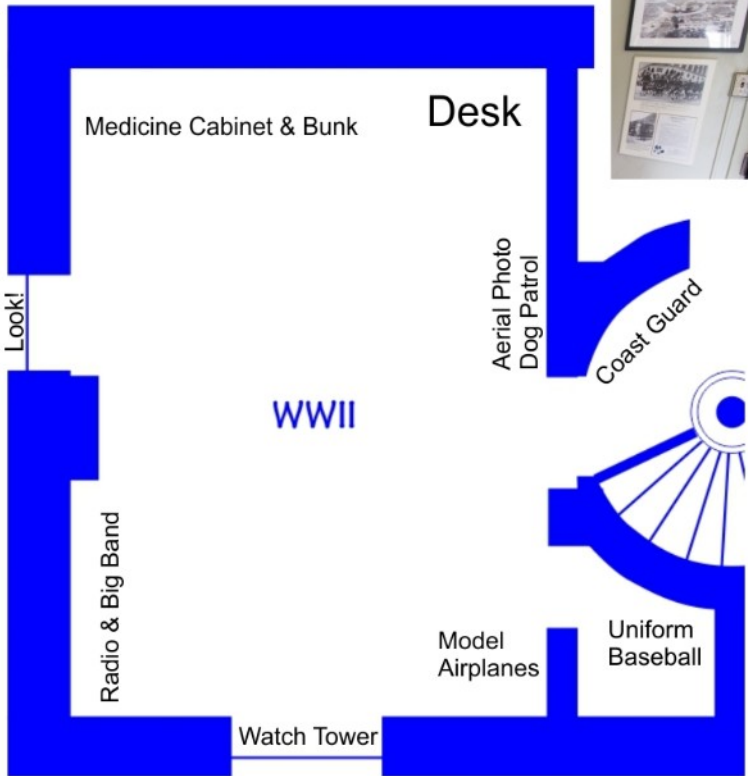 Desk
Medicine Cabinet & Bunk
Aerial Photo
Dog Patrol
Coast Guard
Look!
WWII
Radio & Big Band
Model
Airplanes
Uniform
Baseball
Watch Tower